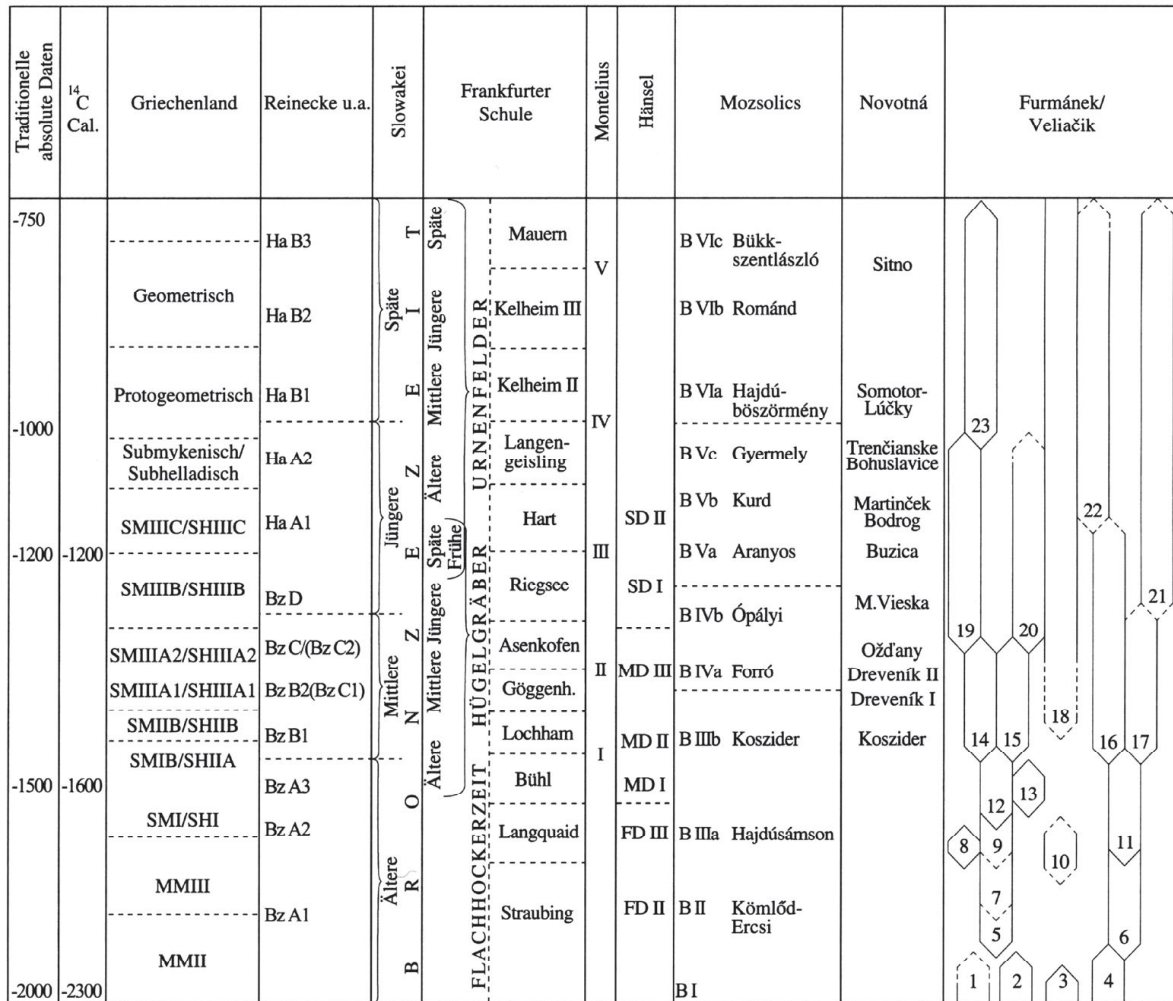 Traditionelle
absolute Daten
14
C
Cal.
Griechenland
Reinecke u.a.
Slowakei
Frankfurter
Schule
Montelius
Hänsel
Mozsolics
Novotná
Furmánek/
Veliačik
-750
-1000
-1200
-1500
-2000
-1200
-1600
-2300
Geometrisch
Protogeometrisch
Submykenisch/
Subhelladisch
SMIIIC/SHIIIC
SMIIIB/SHIIIB
SMIIIA2/SHIIIA2
SMIIIA1/SHIIIA1
SMIIB/SHIIB
SMIB/SHIIA
SMI/SHI
MMIII
MMII
Ha B3
Ha B2
Ha B1
Ha A2
Ha A1
Bz D
Bz C/(Bz C2)
Bz B2(Bz C1)
Bz B1
Bz A3
Bz A2
Bz A1
Späte
Jüngere
Mittlere
Ältere
BRONZEZEIT
Späte
Jüngere
Mittlere
Ältere
Frühe
Späte
Jüngere
Mittlere
Ältere
URNENFELDER
HÜGELGRÄBER
FLACHHOCKERZEIT
Mauern
Kelheim III
Kelheim II
Langen-
geisling
Hart
Riegsee
Asenkofen
Göggenh.
Lochham
Bühl
Langquaid
Straubing
V
IV
III
II
I
SD II
SD I
MD III
MD II
MD I
FD III
FD II
B VIc Bükk-
szentlászló
B VIb Románd
B VIa Hajdú-
böszörmény
B Vc Gyermely
B Vb Kurd
B Va Aranyos
B IVb Ópályi
B IVa Forró
B IIIb Koszider
B IIIa Hajdúsámson
B II Kömlőd-
Ercsi
B I
Sitno
Somotor-
Lúčky
Trenčianske
Bohuslavice
Martinček
Bodrog
Buzica
M.Vieska
Ožďany
Dreveník II
Dreveník I
Koszider
23
22
21
19
20
18
14
15
16
17
13
12
8
9
10
11
7
5
6
1
2
3
4